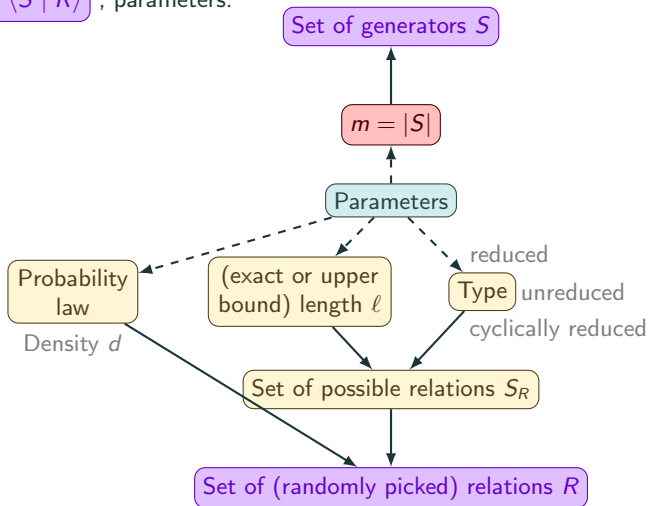 ⟨S | R⟩ , parameters.
Set of generators S
m = |S|
Parameters
reduced
Probability
law
(exact or upper
bound) length ℓ
Type
unreduced
Density d
cyclically reduced
Set of possible relations S_R
Set of (randomly picked) relations R